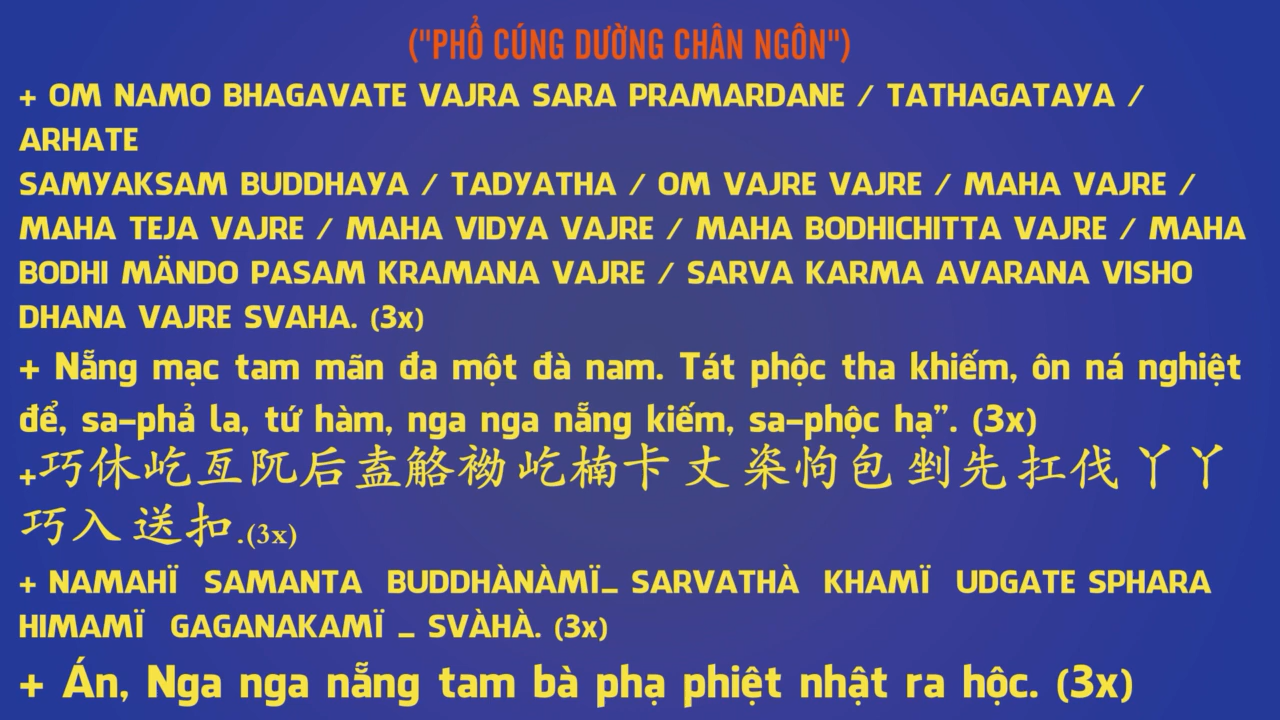 ("PHỔ CÚNG DƯỜNG CHÂN NGÔN")
+ OM NAMO BHAGAVATE VAJRA SARA PRAMARDANE / TATHAGATAYA /
ARHATE
SAMYAKSAM BUDDHAYA / TADYATHA / OM VAJRE VAJRE / MAHA VAJRE /
MAHA TEJA VAJRE / MAHA VIDYA VAJRE / MAHA BODHICHITTA VAJRE / MAHA
BODHI MÄNDO PASAM KRAMANA VAJRE / SARVA KARMA AVARANA VISHO
DHANA VAJRE SVAHA. (3x)
+ Nẵng mạc tam mãn đa một đà nam. Tát phộc tha khiếm, ôn ná nghiệt
để, sa-phả la, tứ hàm, nga nga nẵng kiếm, sa-phộc hạ”. (3x)
+巧休屹亙阢后盍觡袎屹楠卡丈 栥怐包 剉先 扛伐 丫丫
巧入 送扣.(3x)
+ NAMAHÏ SAMANTA BUDDHÀNÀMÏ_ SARVATHÀ KHAMÏ UDGATE SPHARA
HIMAMÏ GAGANAKAMÏ _ SVÀHÀ. (3x)
+ Án, Nga nga nẵng tam bà phạ phiệt nhật ra hộc. (3x)